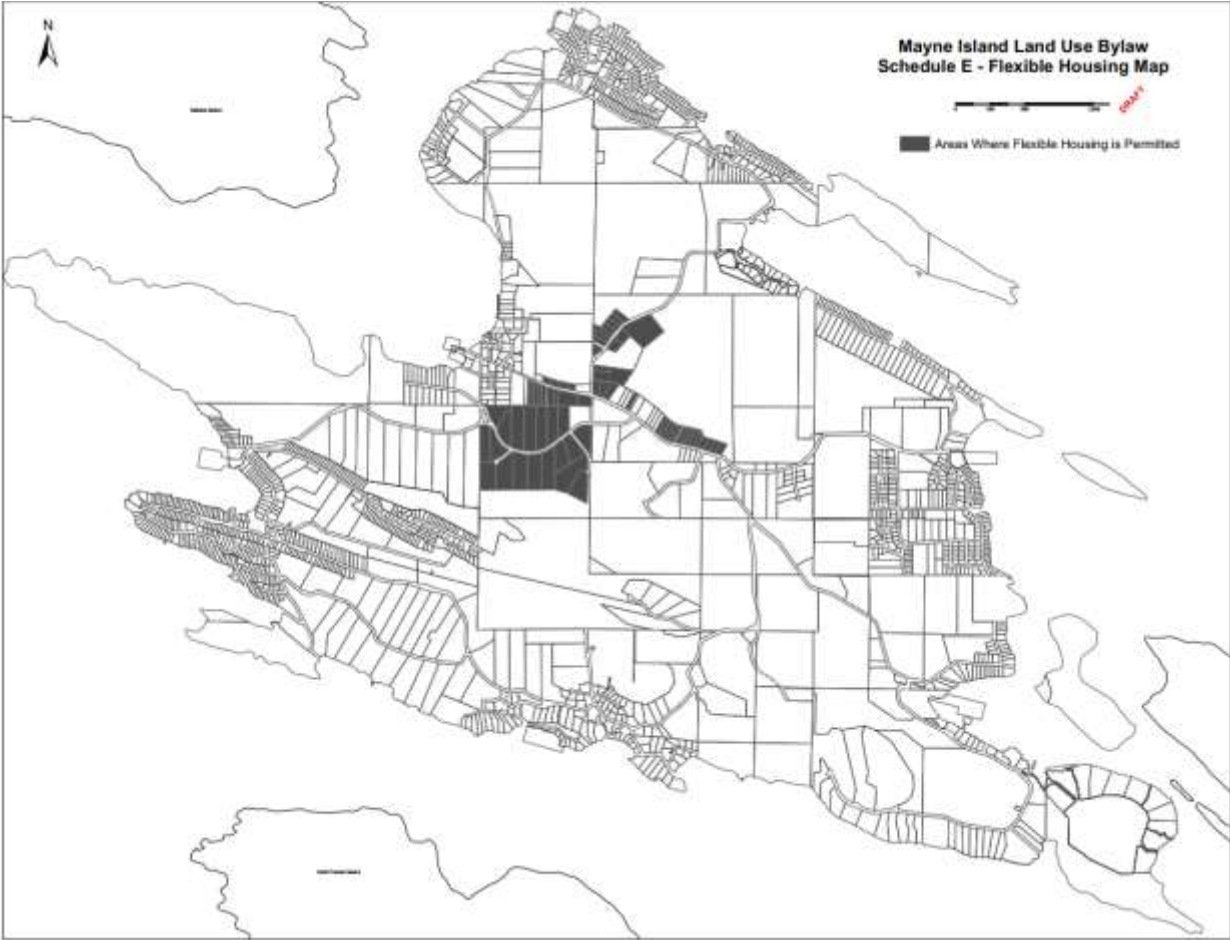 N
Mayne Island Land Use Bylaw
Schedule E - Flexible Housing Map
DRAFT
Areas Where Flexible Housing is Permitted